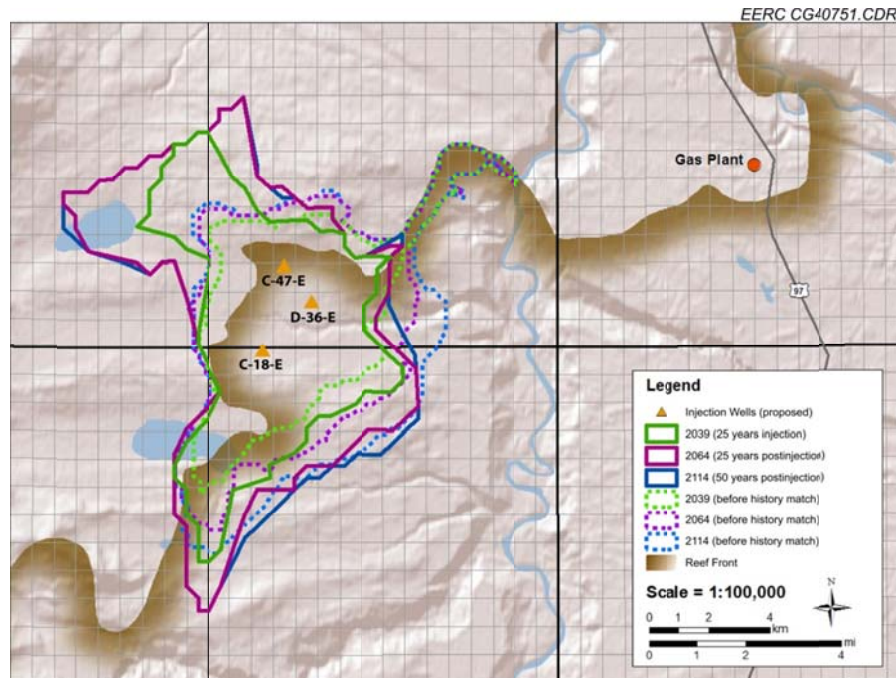 EERC CG40751.CDR
Gas Plant
C-47-E
D-36-E
97
C-18-E
Legend
Injection Wells (proposed)
2039 (25 years injection)
2064 (25 years postinjection)
2114 (50 years postinjection)
2039 (before history match)
2064 (before history match)
2114 (before history match)
Reef Front
Scale = 1:100,000
N
0 1 2 4
km
mi
0 1 2 4